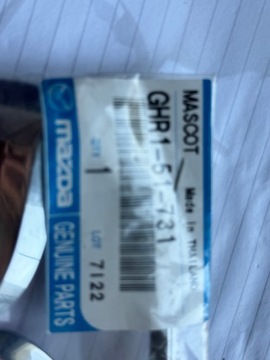 MASCOT
Made in THAILAND
GHR1-51-731
QTY 1 LOT 7122
mazda GENUINE PARTS